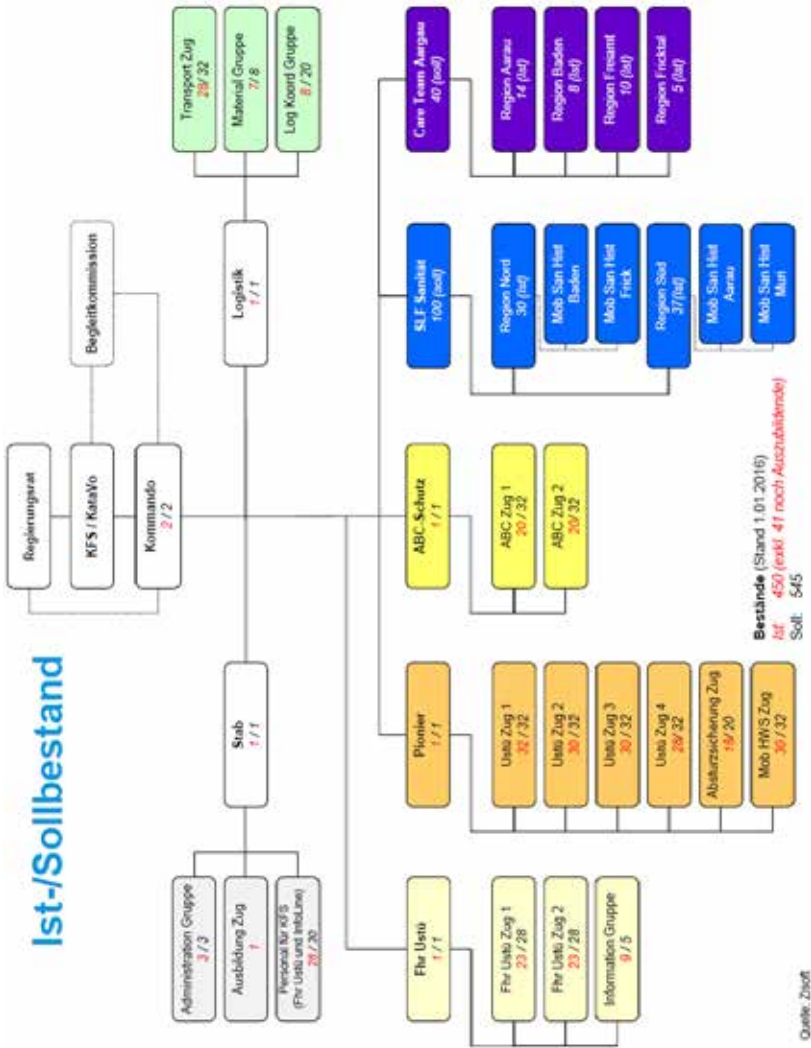 Ist-/Sollbestand
Regierungsrat
KFS / KataVo
Begleitkommission
Kommando
2 / 2
Stab
1 / 1
Logistik
1 / 1
Administration Gruppe
3 / 3
Ausbildung Zug
1
Personal für KFS
(Fhr Ustü und InfoLine)
/ 30
Transport Zug
/ 32
Material Gruppe
7 / 8
Log Koord Gruppe
8 / 20
Fhr Ustü
1 / 1
Fhr Ustü Zug 1
23 / 28
Fhr Ustü Zug 2
23 / 28
Information Gruppe
9 / 5
Pionier
1 / 1
Ustü Zug 1
32 / 32
Ustü Zug 2
30 / 32
Ustü Zug 3
30 / 32
Ustü Zug 4
/ 32
Absturzsicherung Zug
/ 20
Mob HWS Zug
30 / 32
ABC-Schutz
1 / 1
ABC Zug 1
20 / 32
ABC Zug 2
20/ 32
SLF Sanität
100 (soll)
Region Nord
30 (Ist)
Mob San Hist
Baden
Mob San Hist
Frick
Region Süd
37 (Ist)
Mob San Hist
Aarau
Mob San Hist
Muri
Care Team Aargau
40 (soll)
Region Aarau
14 (Ist)
Region Baden
8 (Ist)
Region Freiamt
10 (Ist)
Region Fricktal
5 (Ist)
Bestände (Stand 1.01.2016)
Ist: 450 (exkl. 41 noch Auszubildende)
Soll: 545
Quelle: Zisoft